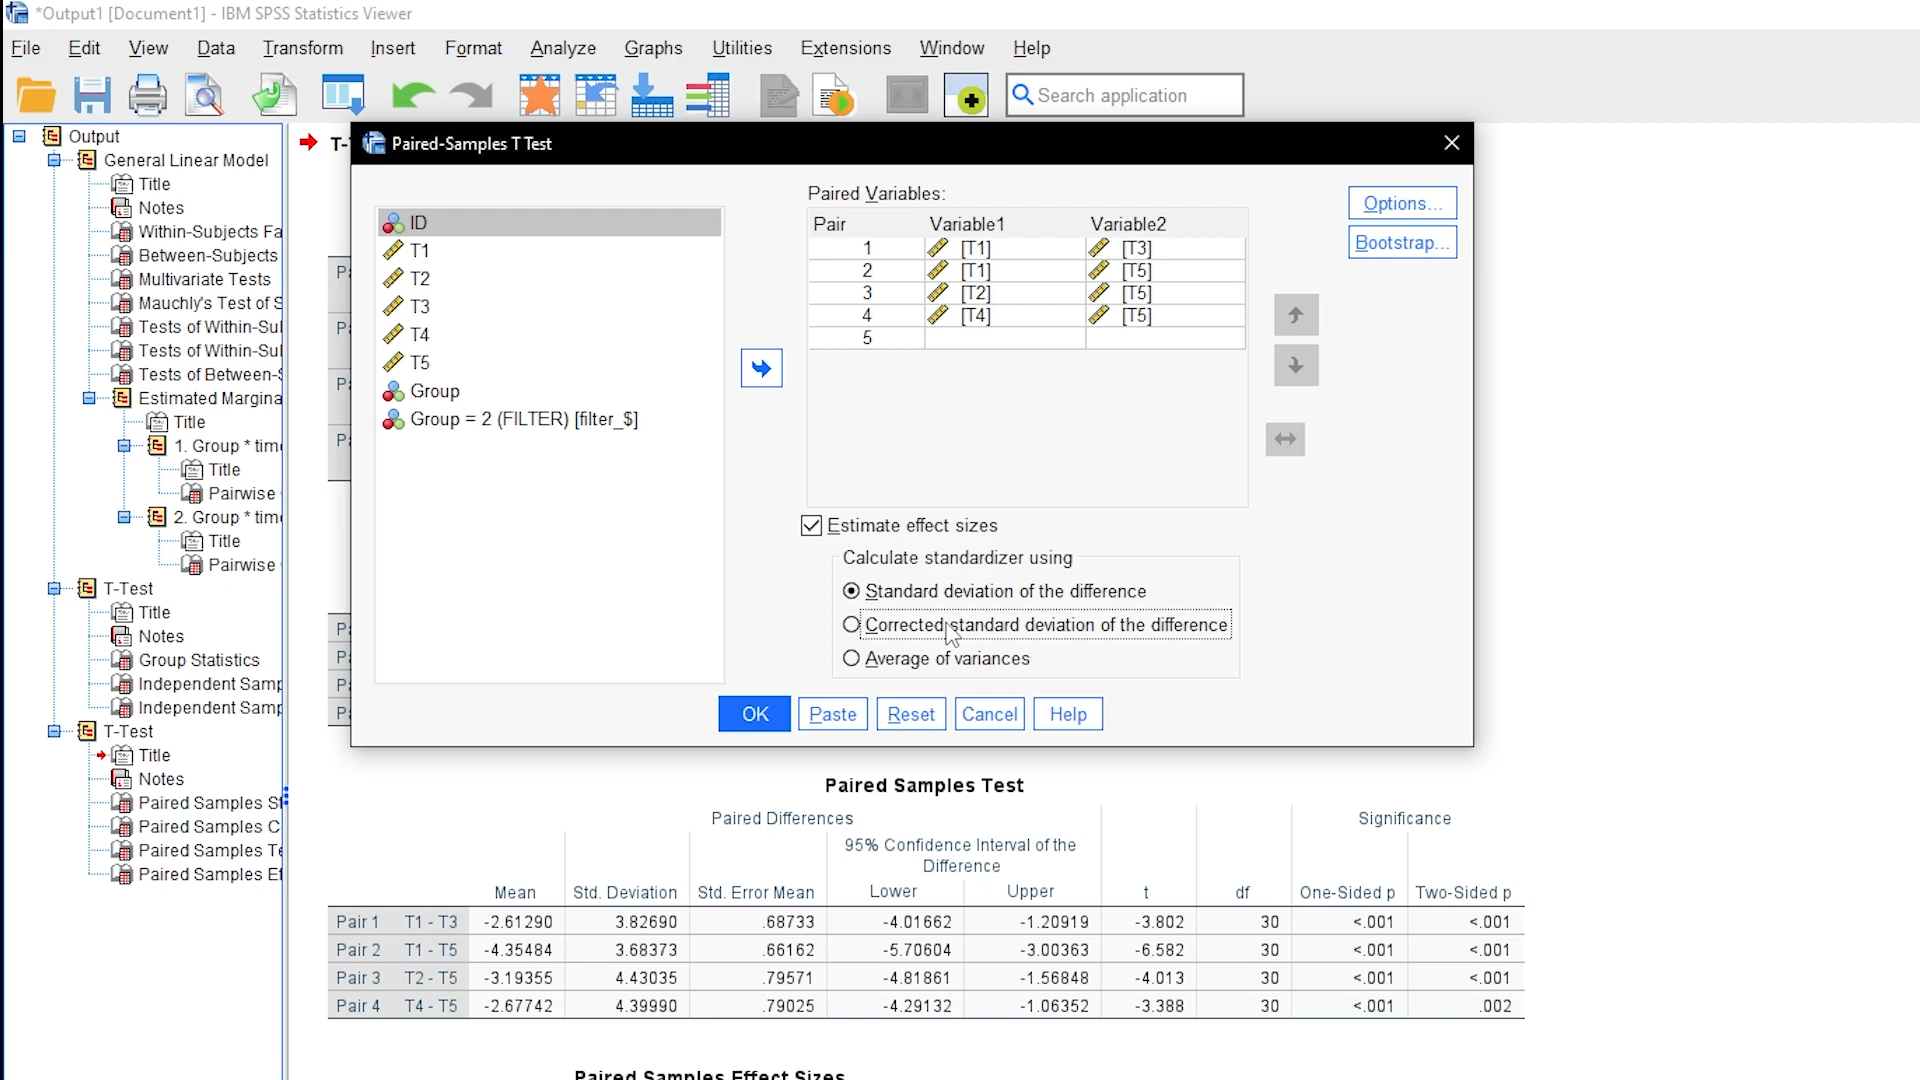 *Output1 [Document1] - IBM SPSS Statistics Viewer
File Edit View Data Transform Insert Format Analyze Graphs Utilities Extensions Window Help
Search application
Output
General Linear Model
Title
Notes
Within-Subjects Fa
Between-Subjects
Multivariate Tests
Mauchly's Test of S
Tests of Within-Sul
Tests of Within-Sul
Tests of Between-S
Estimated Margina
Title
1. Group * tim
Title
Pairwise
2. Group * tim
Title
Pairwise
T-Test
Title
Notes
Group Statistics
Independent Samp
Independent Samp
T-Test
Title
Notes
Paired Samples St
Paired Samples C
Paired Samples Te
Paired Samples Ef
T-
Paired-Samples T Test
ID
T1
T2
T3
T4
T5
Group
Group = 2 (FILTER) [filter_$]
Paired Variables:
Pair Variable1 Variable2
1 [T1] [T3]
2 [T1] [T5]
3 [T2] [T5]
4 [T4] [T5]
5
Options...
Bootstrap...
Estimate effect sizes
Calculate standardizer using
Standard deviation of the difference
Corrected standard deviation of the difference
Average of variances
OK Paste Reset Cancel Help
Paired Samples Test
Paired Differences Significance
95% Confidence Interval of the
Difference
Mean Std. Deviation Std. Error Mean Lower Upper t df One-Sided p Two-Sided p
Pair 1 T1 - T3 -2.61290 3.82690 .68733 -4.01662 -1.20919 -3.802 30 <.001 <.001
Pair 2 T1 - T5 -4.35484 3.68373 .66162 -5.70604 -3.00363 -6.582 30 <.001 <.001
Pair 3 T2 - T5 -3.19355 4.43035 .79571 -4.81861 -1.56848 -4.013 30 <.001 <.001
Pair 4 T4 - T5 -2.67742 4.39990 .79025 -4.29132 -1.06352 -3.388 30 <.001 .002
Paired Samples Effect Sizes